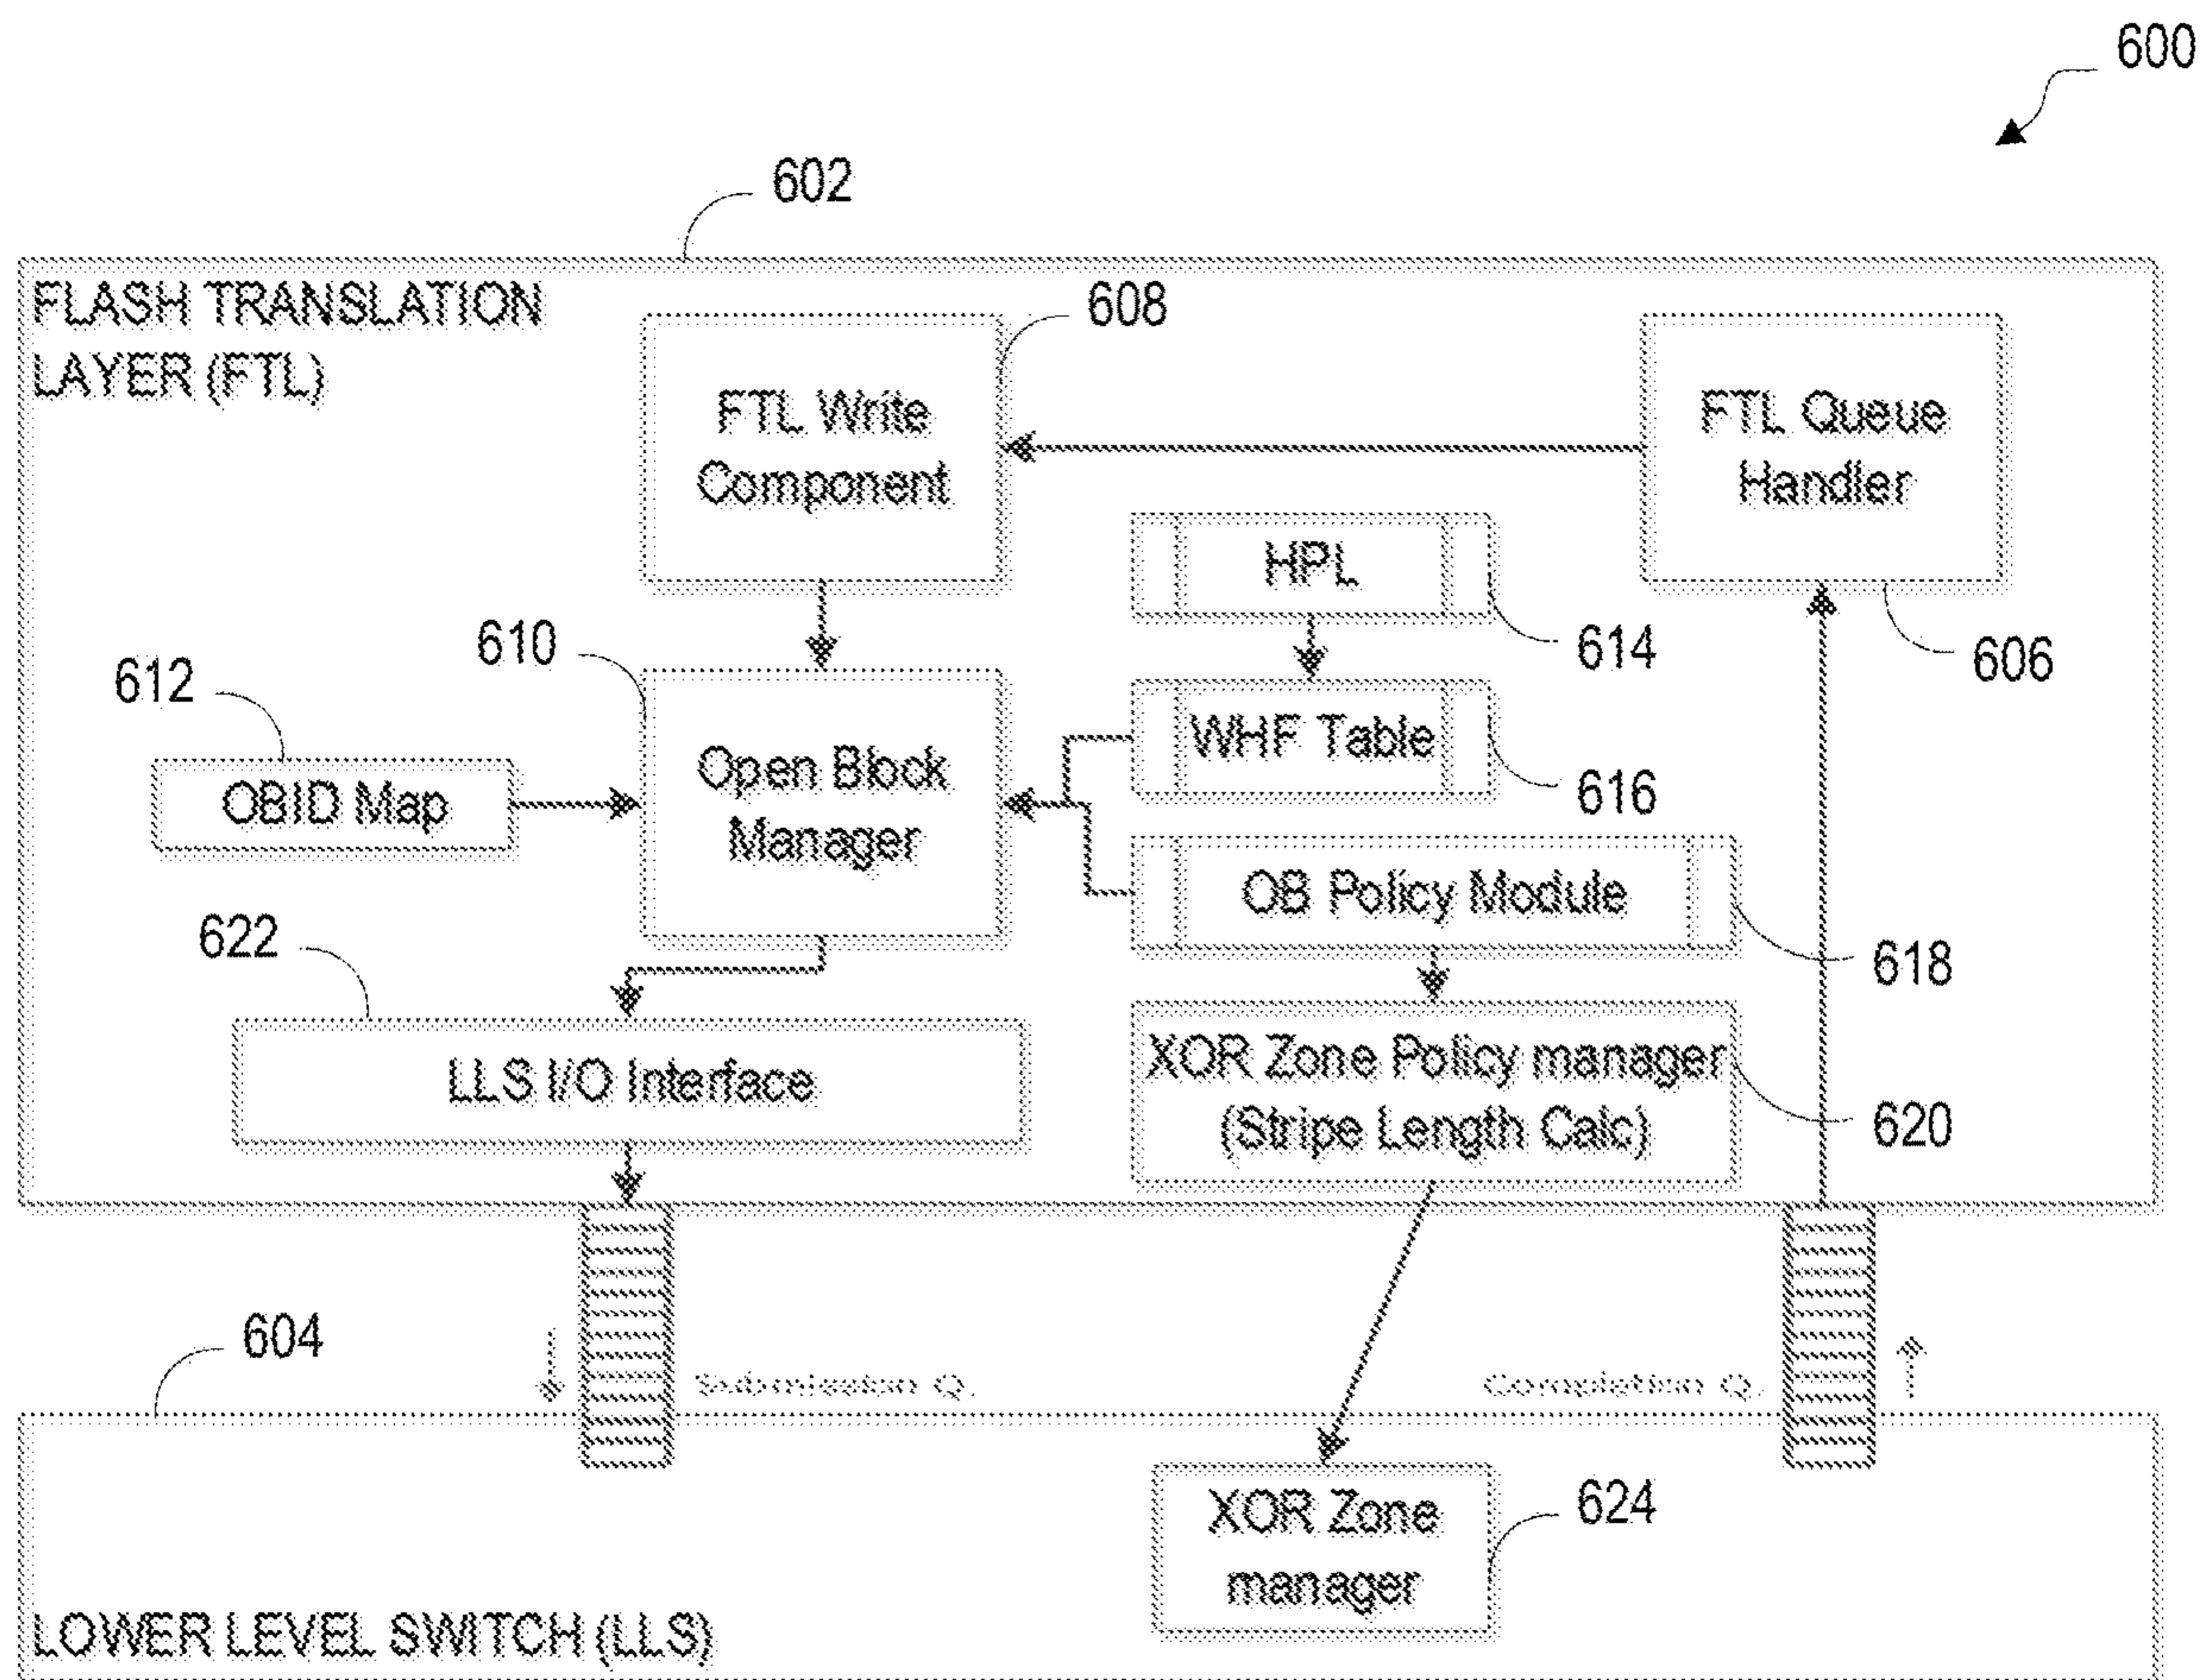 600
602
FLASH TRANSLATION
LAYER (FTL)
608
FTL Write
Component
FTL Queue
Handler
HPL
614
606
610
612
WHF Table
616
OBID Map
Open Block
Manager
OB Policy Module
618
622
LLS I/O Interface
XOR Zone Policy manager
(Stripe Length Calc)
620
604
Submission Q.
Completion Q.
XOR Zone
manager
624
LOWER LEVEL SWITCH (LLS)